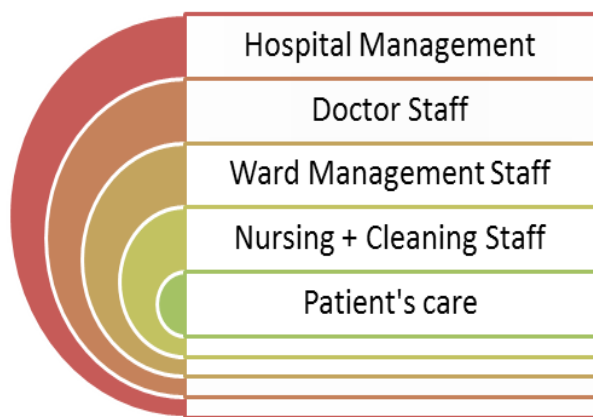 Hospital Management
Doctor Staff
Ward Management Staff
Nursing + Cleaning Staff
Patient's care